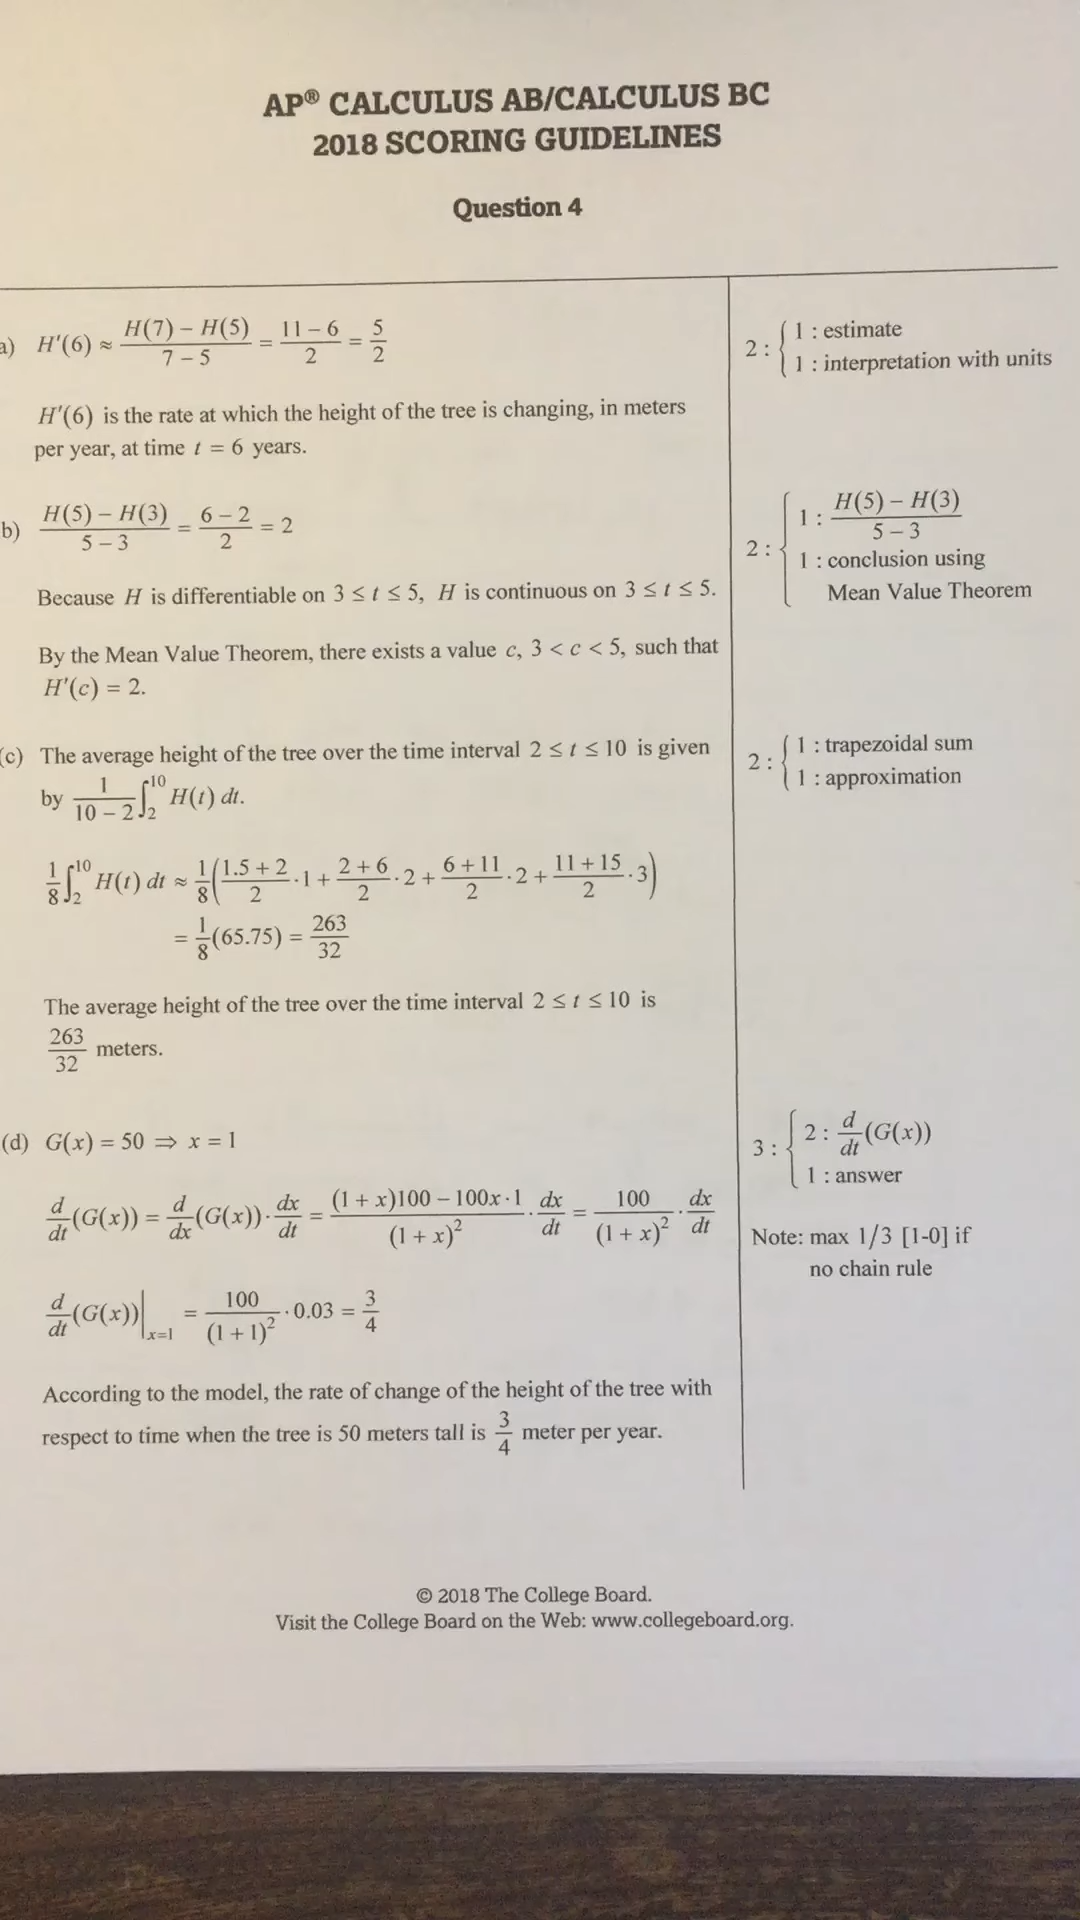 AP® CALCULUS AB/CALCULUS BC
2018 SCORING GUIDELINES
Question 4
a) H'(6) ≈ (H(7) − H(5))/(7 − 5) = (11 − 6)/2 = 5/2
H'(6) is the rate at which the height of the tree is changing, in meters
per year, at time t = 6 years.
2 : { 1 : estimate
1 : interpretation with units
b) (H(5) − H(3))/(5 − 3) = (6 − 2)/2 = 2
Because H is differentiable on 3 ≤ t ≤ 5, H is continuous on 3 ≤ t ≤ 5.
By the Mean Value Theorem, there exists a value c, 3 < c < 5, such that
H'(c) = 2.
2 : { 1 : (H(5) − H(3))/(5 − 3)
1 : conclusion using
Mean Value Theorem
(c) The average height of the tree over the time interval 2 ≤ t ≤ 10 is given
by 1/(10 − 2) ∫₂¹⁰ H(t) dt.
1/8 ∫₂¹⁰ H(t) dt ≈ 1/8((1.5 + 2)/2 · 1 + (2 + 6)/2 · 2 + (6 + 11)/2 · 2 + (11 + 15)/2 · 3)
= 1/8(65.75) = 263/32
The average height of the tree over the time interval 2 ≤ t ≤ 10 is
263/32 meters.
2 : { 1 : trapezoidal sum
1 : approximation
(d) G(x) = 50 ⇒ x = 1
d/dt(G(x)) = d/dx(G(x)) · dx/dt = ((1 + x)100 − 100x · 1)/(1 + x)² · dx/dt = 100/(1 + x)² · dx/dt
d/dt(G(x))|x=1 = 100/(1 + 1)² · 0.03 = 3/4
According to the model, the rate of change of the height of the tree with
respect to time when the tree is 50 meters tall is 3/4 meter per year.
3 : { 2 : d/dt(G(x))
1 : answer
Note: max 1/3 [1-0] if
no chain rule
© 2018 The College Board.
Visit the College Board on the Web: www.collegeboard.org.